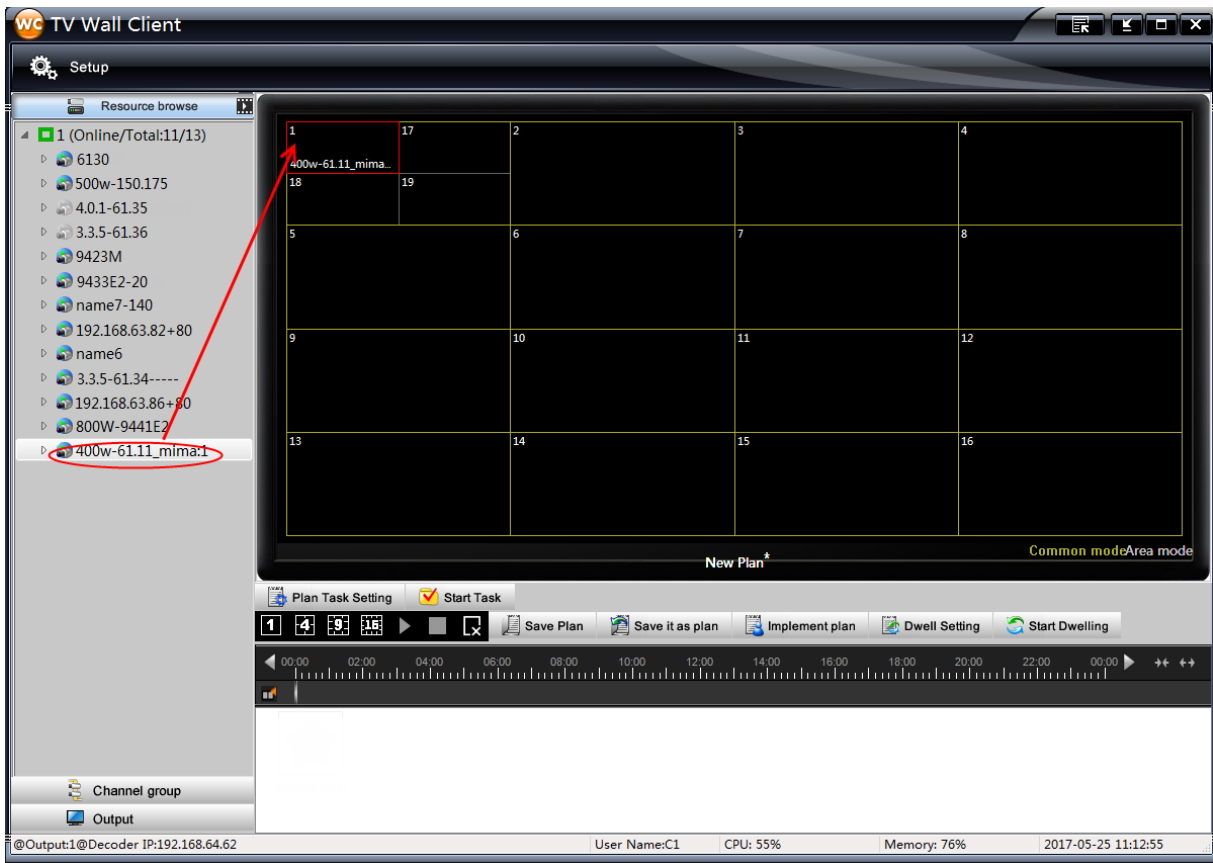 WC TV Wall Client
Setup
Resource browse
1 (Online/Total:11/13)
6130
500w-150.175
4.0.1-61.35
3.3.5-61.36
9423M
9433E2-20
name7-140
192.168.63.82+80
name6
3.3.5-61.34-----
192.168.63.86+80
800W-9441E2
400w-61.11_mima:1
Channel group
Output
1 17 2 3 4
400w-61.11_mima...
18 19
5 6 7 8
9 10 11 12
13 14 15 16
Common mode Area mode
New Plan*
Plan Task Setting Start Task
1 4 9 16 Save Plan Save it as plan Implement plan Dwell Setting Start Dwelling
00:00 02:00 04:00 06:00 08:00 10:00 12:00 14:00 16:00 18:00 20:00 22:00 00:00
@Output:1@Decoder IP:192.168.64.62 User Name:C1 CPU: 55% Memory: 76% 2017-05-25 11:12:55